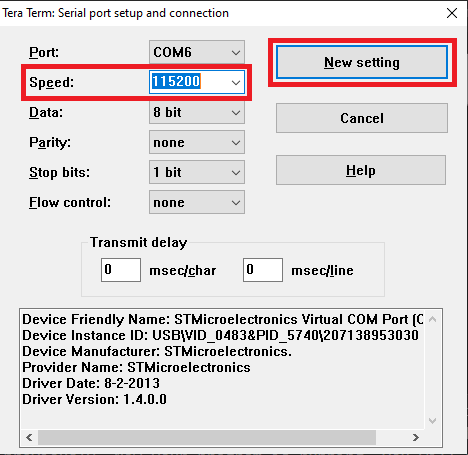 Tera Term: Serial port setup and connection
Port: COM6
New setting
Speed: 115200
Data: 8 bit
Cancel
Parity: none
Stop bits: 1 bit
Help
Flow control: none
Transmit delay
0 msec/char 0 msec/line
Device Friendly Name: STMicroelectronics Virtual COM Port (C
Device Instance ID: USB\VID_0483&PID_5740\207138953030
Device Manufacturer: STMicroelectronics.
Provider Name: STMicroelectronics
Driver Date: 8-2-2013
Driver Version: 1.4.0.0